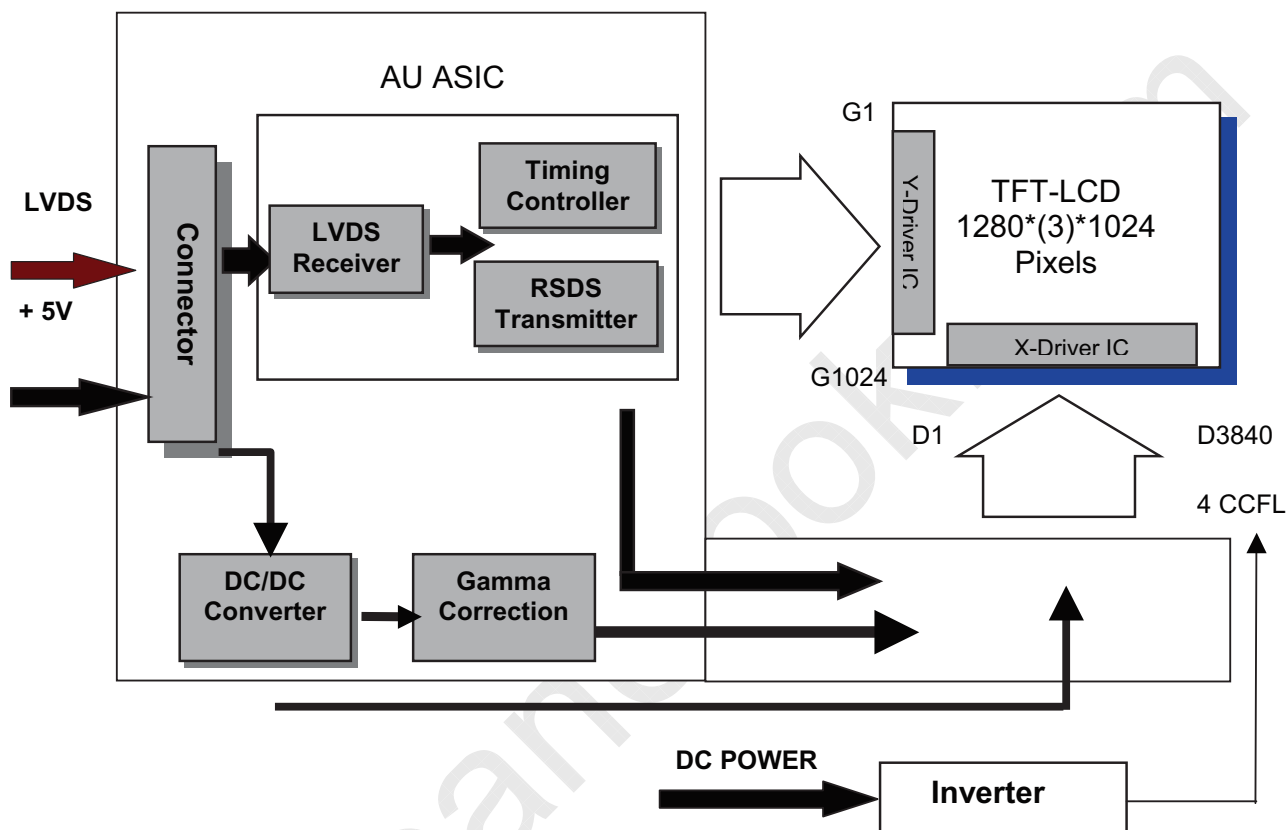 AU ASIC
LVDS
+ 5V
Connector
LVDS
Receiver
Timing
Controller
RSDS
Transmitter
DC/DC
Converter
Gamma
Correction
G1
Y-Driver IC
TFT-LCD
1280*(3)*1024
Pixels
X-Driver IC
G1024
D1
D3840
4 CCFL
DC POWER
Inverter